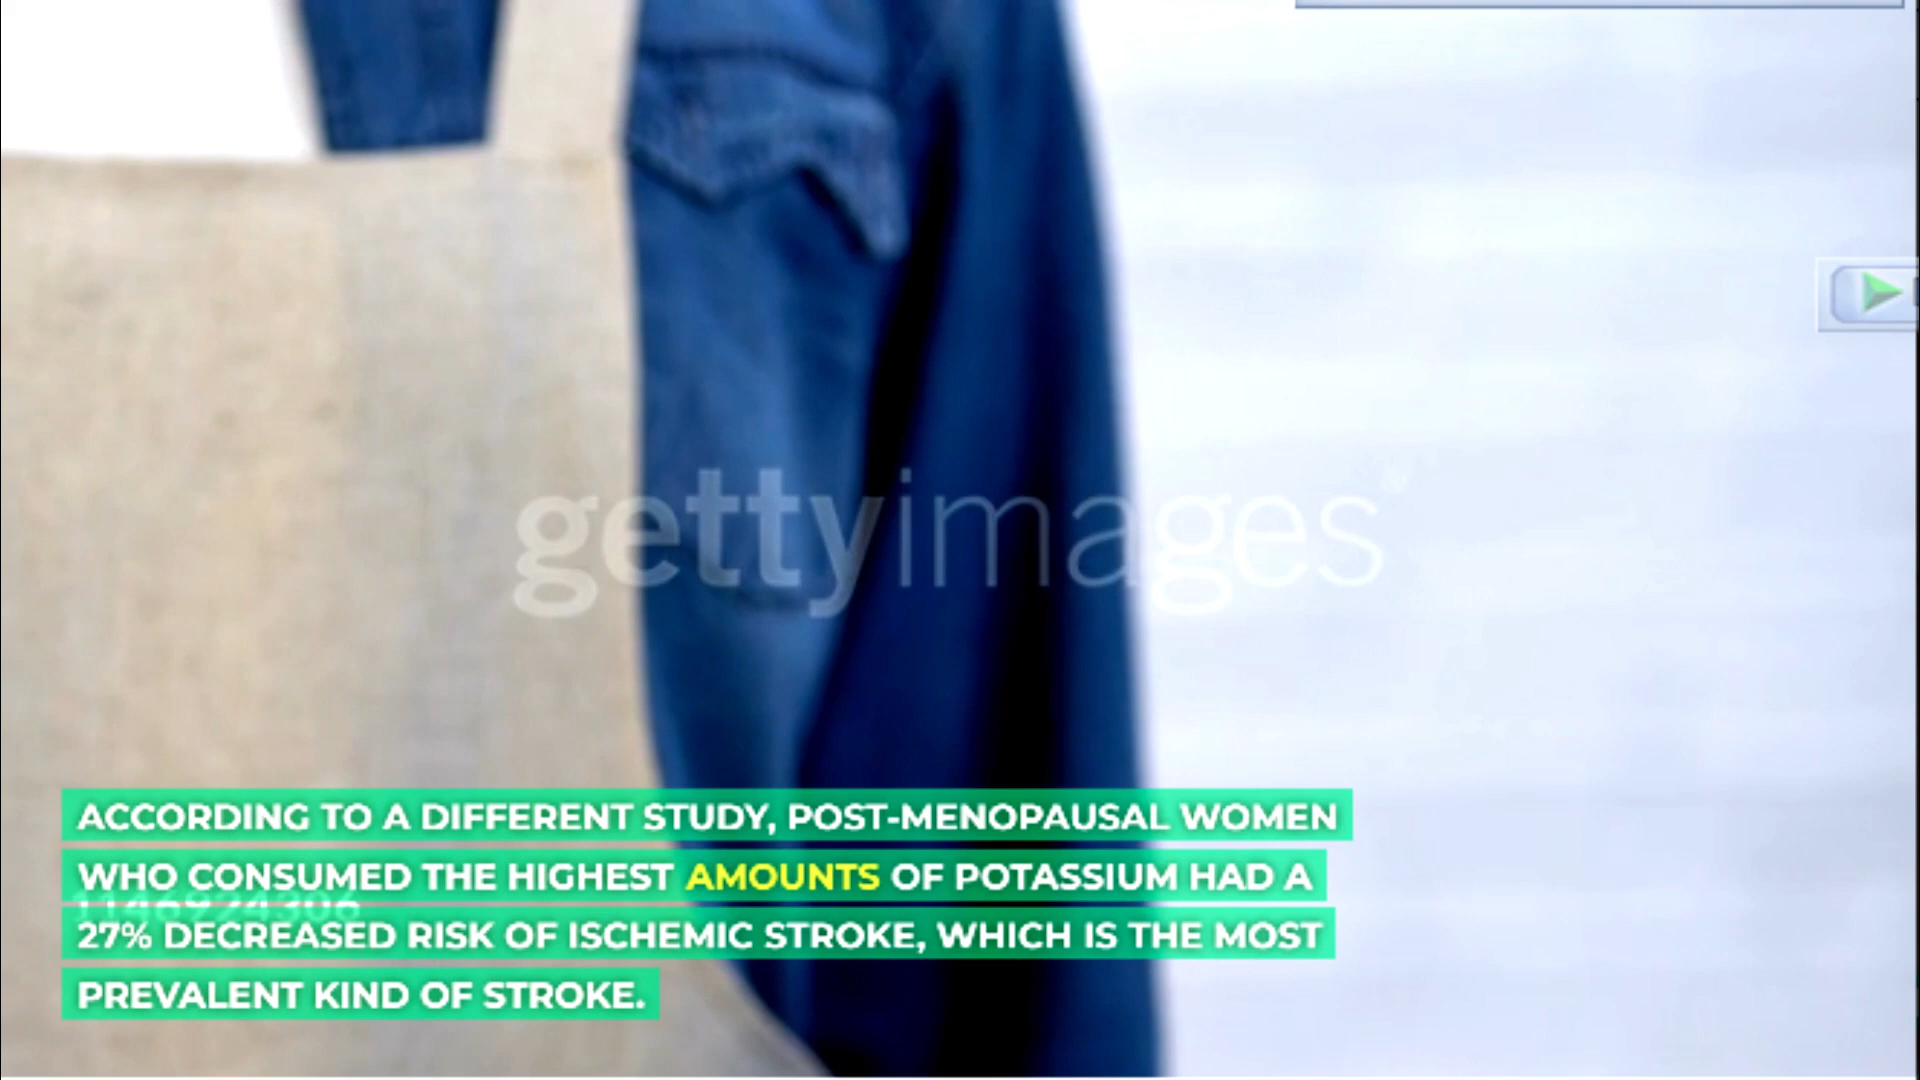 gettyimages
ACCORDING TO A DIFFERENT STUDY, POST-MENOPAUSAL WOMEN
WHO CONSUMED THE HIGHEST AMOUNTS OF POTASSIUM HAD A
1146924306
27% DECREASED RISK OF ISCHEMIC STROKE, WHICH IS THE MOST
PREVALENT KIND OF STROKE.